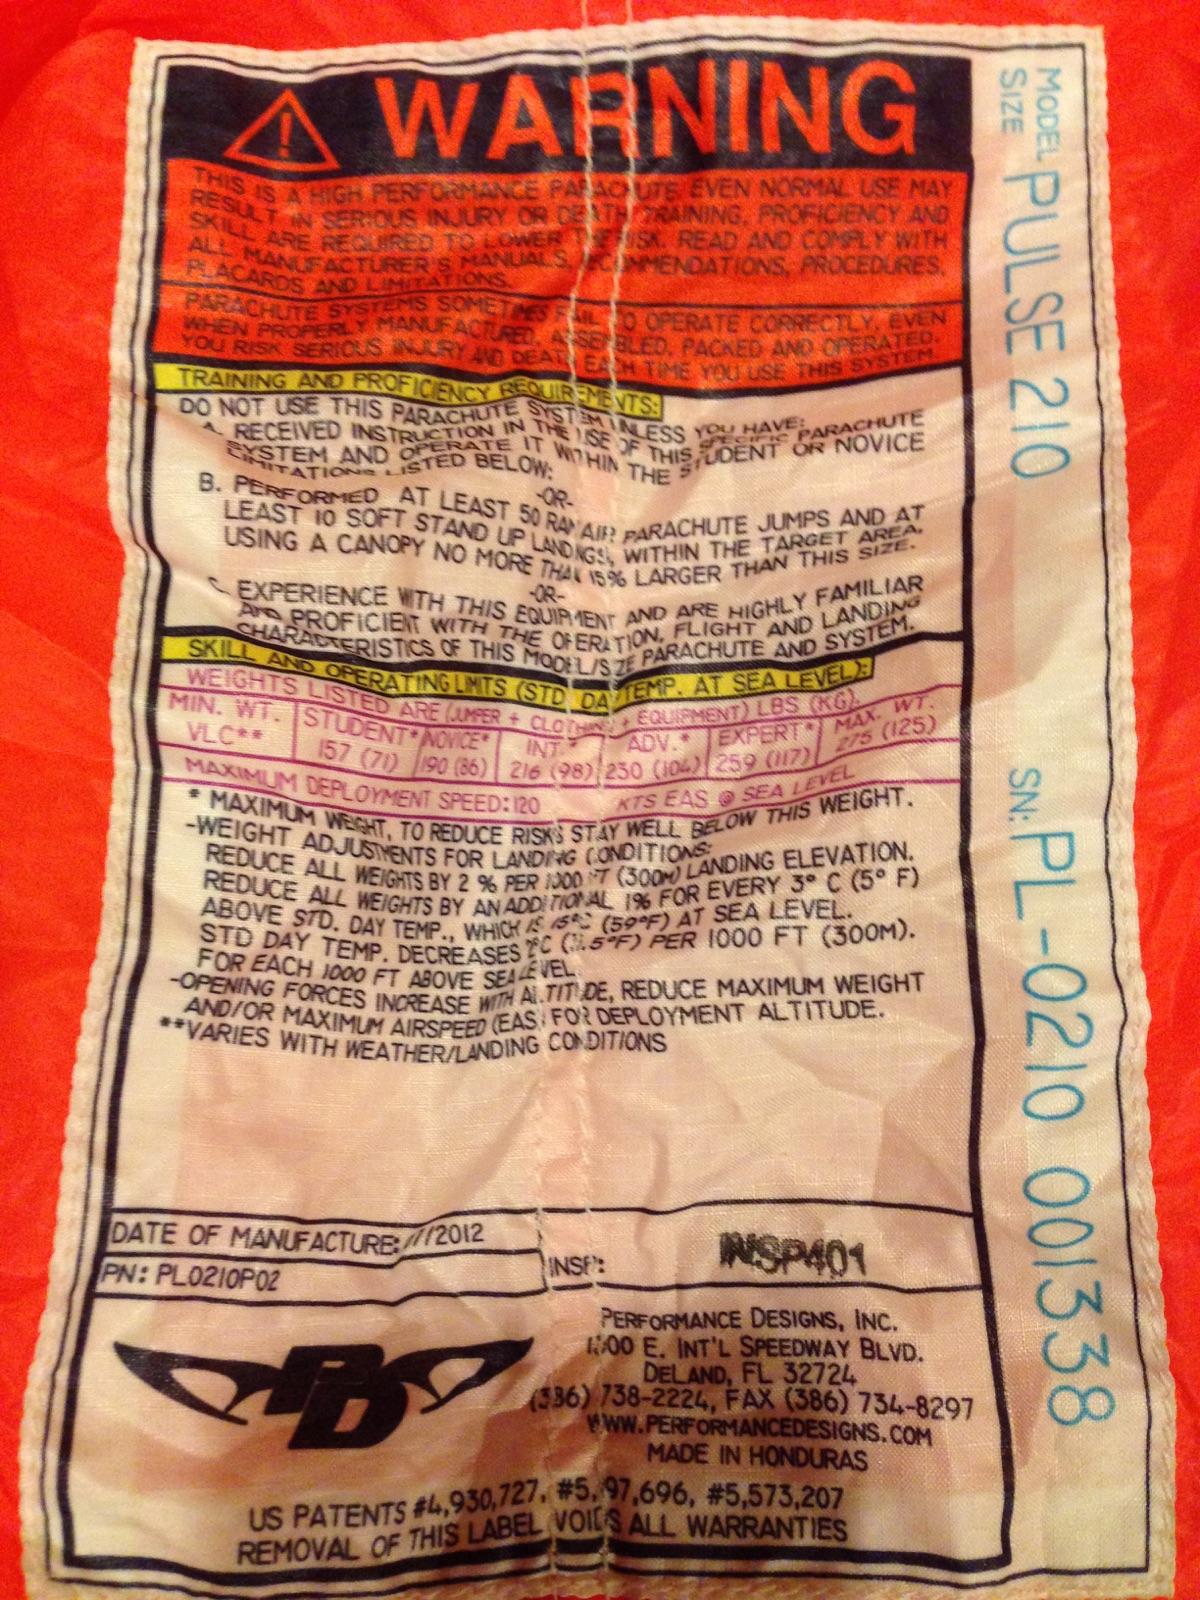 WARNING
THIS IS A HIGH PERFORMANCE PARACHUTE EVEN NORMAL USE MAY
RESULT IN SERIOUS INJURY OR DEATH. TRAINING, PROFICIENCY AND
SKILL ARE REQUIRED TO LOWER THE RISK. READ AND COMPLY WITH
ALL MANUFACTURER'S MANUALS, RECOMMENDATIONS, PROCEDURES,
PLACARDS AND LIMITATIONS.
PARACHUTE SYSTEMS SOMETIMES FAIL TO OPERATE CORRECTLY, EVEN
WHEN PROPERLY MANUFACTURED, ASSEMBLED, PACKED AND OPERATED.
YOU RISK SERIOUS INJURY AND DEATH EACH TIME YOU USE THIS SYSTEM.
TRAINING AND PROFICIENCY REQUIREMENTS:
DO NOT USE THIS PARACHUTE SYSTEM UNLESS YOU HAVE:
A. RECEIVED INSTRUCTION IN THE USE OF THIS SPECIFIC PARACHUTE
SYSTEM AND OPERATE IT WITHIN THE STUDENT OR NOVICE
LIMITATIONS LISTED BELOW:
-OR-
B. PERFORMED AT LEAST 50 RAM AIR PARACHUTE JUMPS AND AT
LEAST 10 SOFT STAND UP LANDINGS, WITHIN THE TARGET AREA,
USING A CANOPY NO MORE THAN 15% LARGER THAN THIS SIZE.
-OR-
C. EXPERIENCE WITH THIS EQUIPMENT AND ARE HIGHLY FAMILIAR
AND PROFICIENT WITH THE OPERATION, FLIGHT AND LANDING
CHARACTERISTICS OF THIS MODEL/SIZE PARACHUTE AND SYSTEM.
SKILL AND OPERATING LIMITS (STD DAY TEMP. AT SEA LEVEL):
WEIGHTS LISTED ARE (JUMPER + CLOTHING + EQUIPMENT) LBS (KG).
MIN. WT. STUDENT* NOVICE* INT.* ADV.* EXPERT* MAX. WT.
VLC** 157 (71) 190 (86) 216 (98) 230 (104) 259 (117) 275 (125)
MAXIMUM DEPLOYMENT SPEED: 120 KTS EAS @ SEA LEVEL
* MAXIMUM WEIGHT, TO REDUCE RISKS STAY WELL BELOW THIS WEIGHT.
-WEIGHT ADJUSTMENTS FOR LANDING CONDITIONS:
REDUCE ALL WEIGHTS BY 2 % PER 1000 FT (300M) LANDING ELEVATION.
REDUCE ALL WEIGHTS BY AN ADDITIONAL 1% FOR EVERY 3° C (5° F)
ABOVE STD. DAY TEMP., WHICH IS 15°C (59°F) AT SEA LEVEL.
STD DAY TEMP. DECREASES 2°C (3.5°F) PER 1000 FT (300M).
FOR EACH 1000 FT ABOVE SEA LEVEL
-OPENING FORCES INCREASE WITH ALTITUDE, REDUCE MAXIMUM WEIGHT
AND/OR MAXIMUM AIRSPEED (EAS) FOR DEPLOYMENT ALTITUDE.
**VARIES WITH WEATHER/LANDING CONDITIONS
DATE OF MANUFACTURE: /2012
PN: PL0210P02
INSP: INSP401
PD
PERFORMANCE DESIGNS, INC.
E. INT'L SPEEDWAY BLVD.
DELAND, FL 32724
(386) 738-2224, FAX (386) 734-8297
WWW.PERFORMANCEDESIGNS.COM
MADE IN HONDURAS
US PATENTS #4,930,727, #5,573,207
REMOVAL OF THIS LABEL VOIDS ALL WARRANTIES
MODEL
SIZE PULSE 210
SN: PL-0210 001338